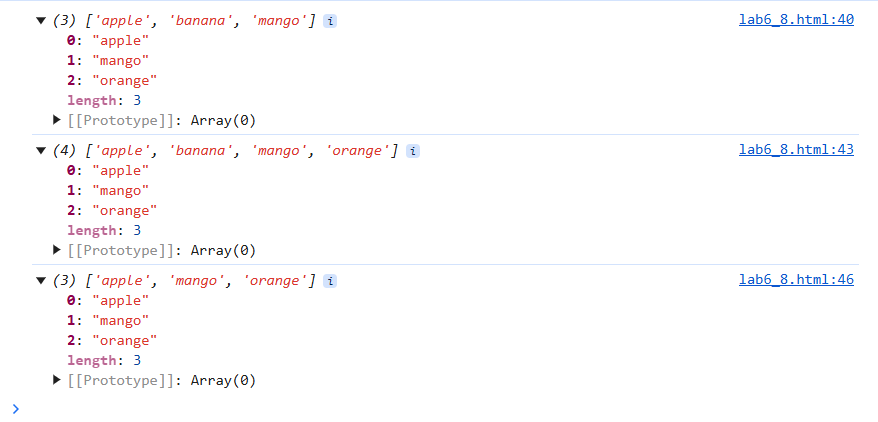 ▼ (3) ['apple', 'banana', 'mango'] i lab6_8.html:40
0: "apple"
1: "mango"
2: "orange"
length: 3
▶ [[Prototype]]: Array(0)
▼ (4) ['apple', 'banana', 'mango', 'orange'] i lab6_8.html:43
0: "apple"
1: "mango"
2: "orange"
length: 3
▶ [[Prototype]]: Array(0)
▼ (3) ['apple', 'mango', 'orange'] i lab6_8.html:46
0: "apple"
1: "mango"
2: "orange"
length: 3
▶ [[Prototype]]: Array(0)
>